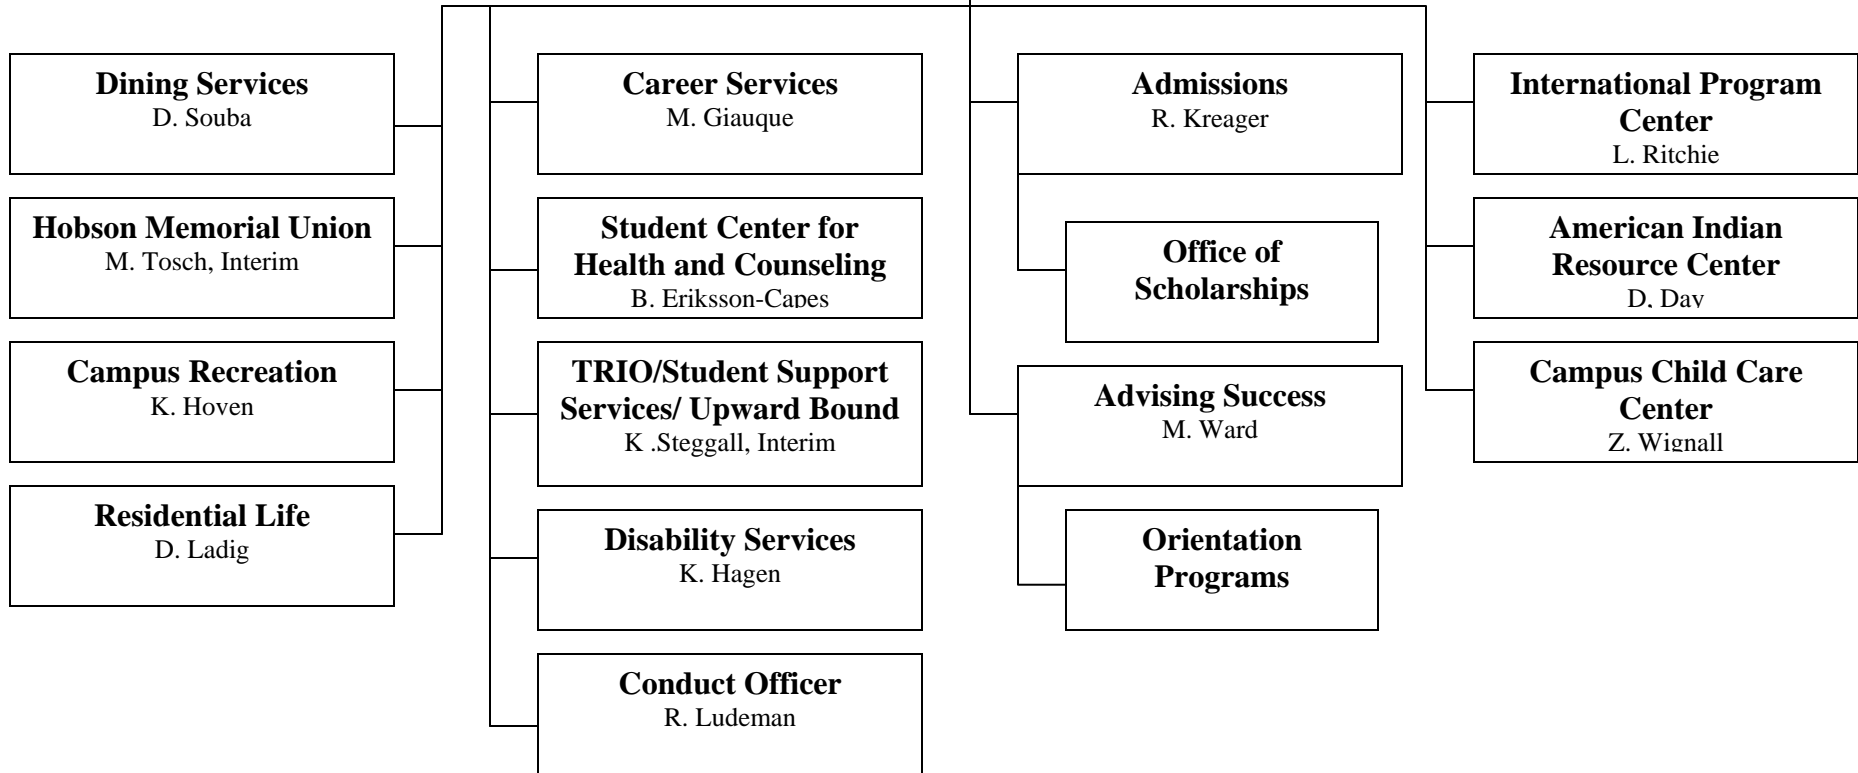 Dining Services
D. Souba
Hobson Memorial Union
M. Tosch, Interim
Campus Recreation
K. Hoven
Residential Life
D. Ladig
Career Services
M. Giauque
Student Center for
Health and Counseling
B. Eriksson-Capes
TRIO/Student Support
Services/ Upward Bound
K .Steggall, Interim
Disability Services
K. Hagen
Conduct Officer
R. Ludeman
Admissions
R. Kreager
Office of
Scholarships
Advising Success
M. Ward
Orientation
Programs
International Program
Center
L. Ritchie
American Indian
Resource Center
D. Day
Campus Child Care
Center
Z. Wignall